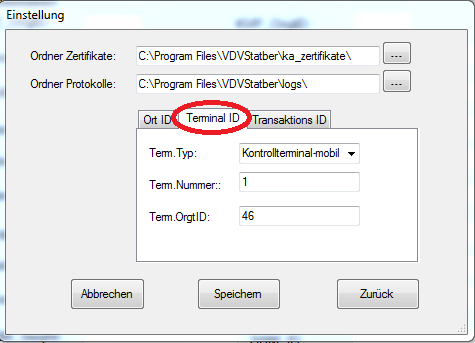 Einstellung
Ordner Zertifikate: C:\Program Files\VDVStatber\ka_zertifikate\ ...
Ordner Protokolle: C:\Program Files\VDVStatber\logs\ ...
Ort ID Terminal ID Transaktions ID
Term.Typ: Kontrollterminal-mobil
Term.Nummer:: 1
Term.OrgtID: 46
Abbrechen Speichern Zurück